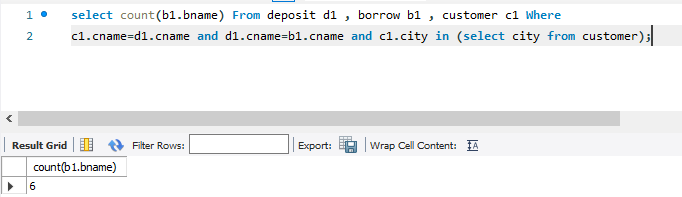 1 select count(b1.bname) From deposit d1 , borrow b1 , customer c1 Where
2 c1.cname=d1.cname and d1.cname=b1.cname and c1.city in (select city from customer);
Result Grid Filter Rows: Export: Wrap Cell Content: IA
count(b1.bname)
6